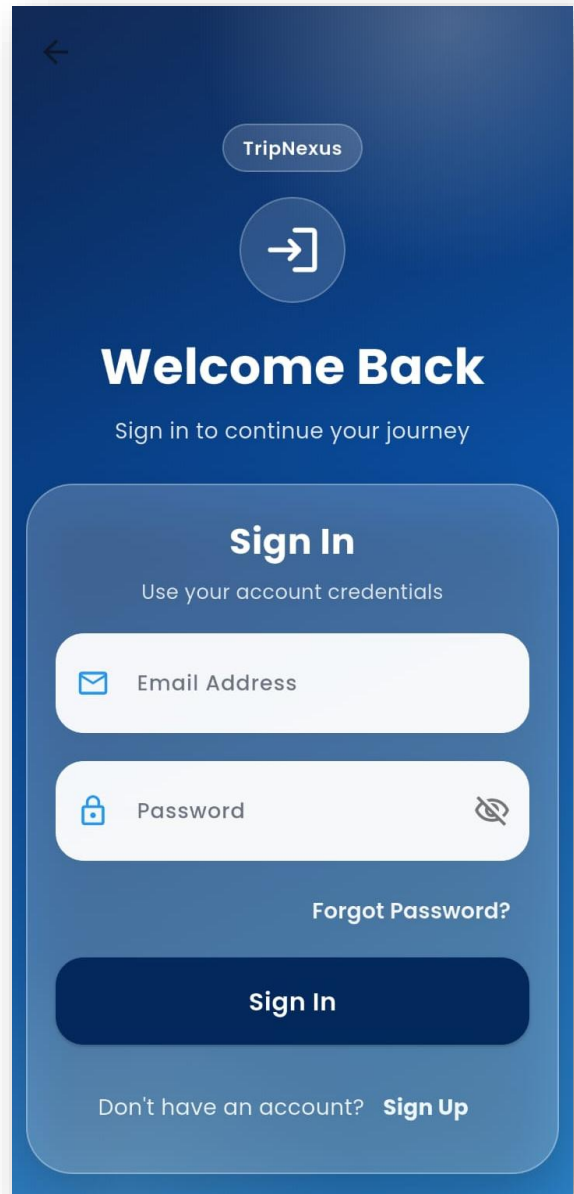 TripNexus
Welcome Back
Sign in to continue your journey
Sign In
Use your account credentials
Email Address
Password
Forgot Password?
Sign In
Don't have an account? Sign Up